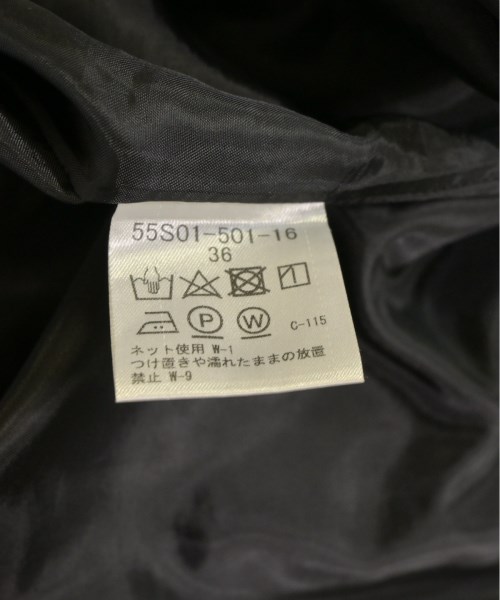 55S01-501-16
36
P W C-115
ネット使用 W-1
つけ置きや濡れたままの放置
禁止 W-9